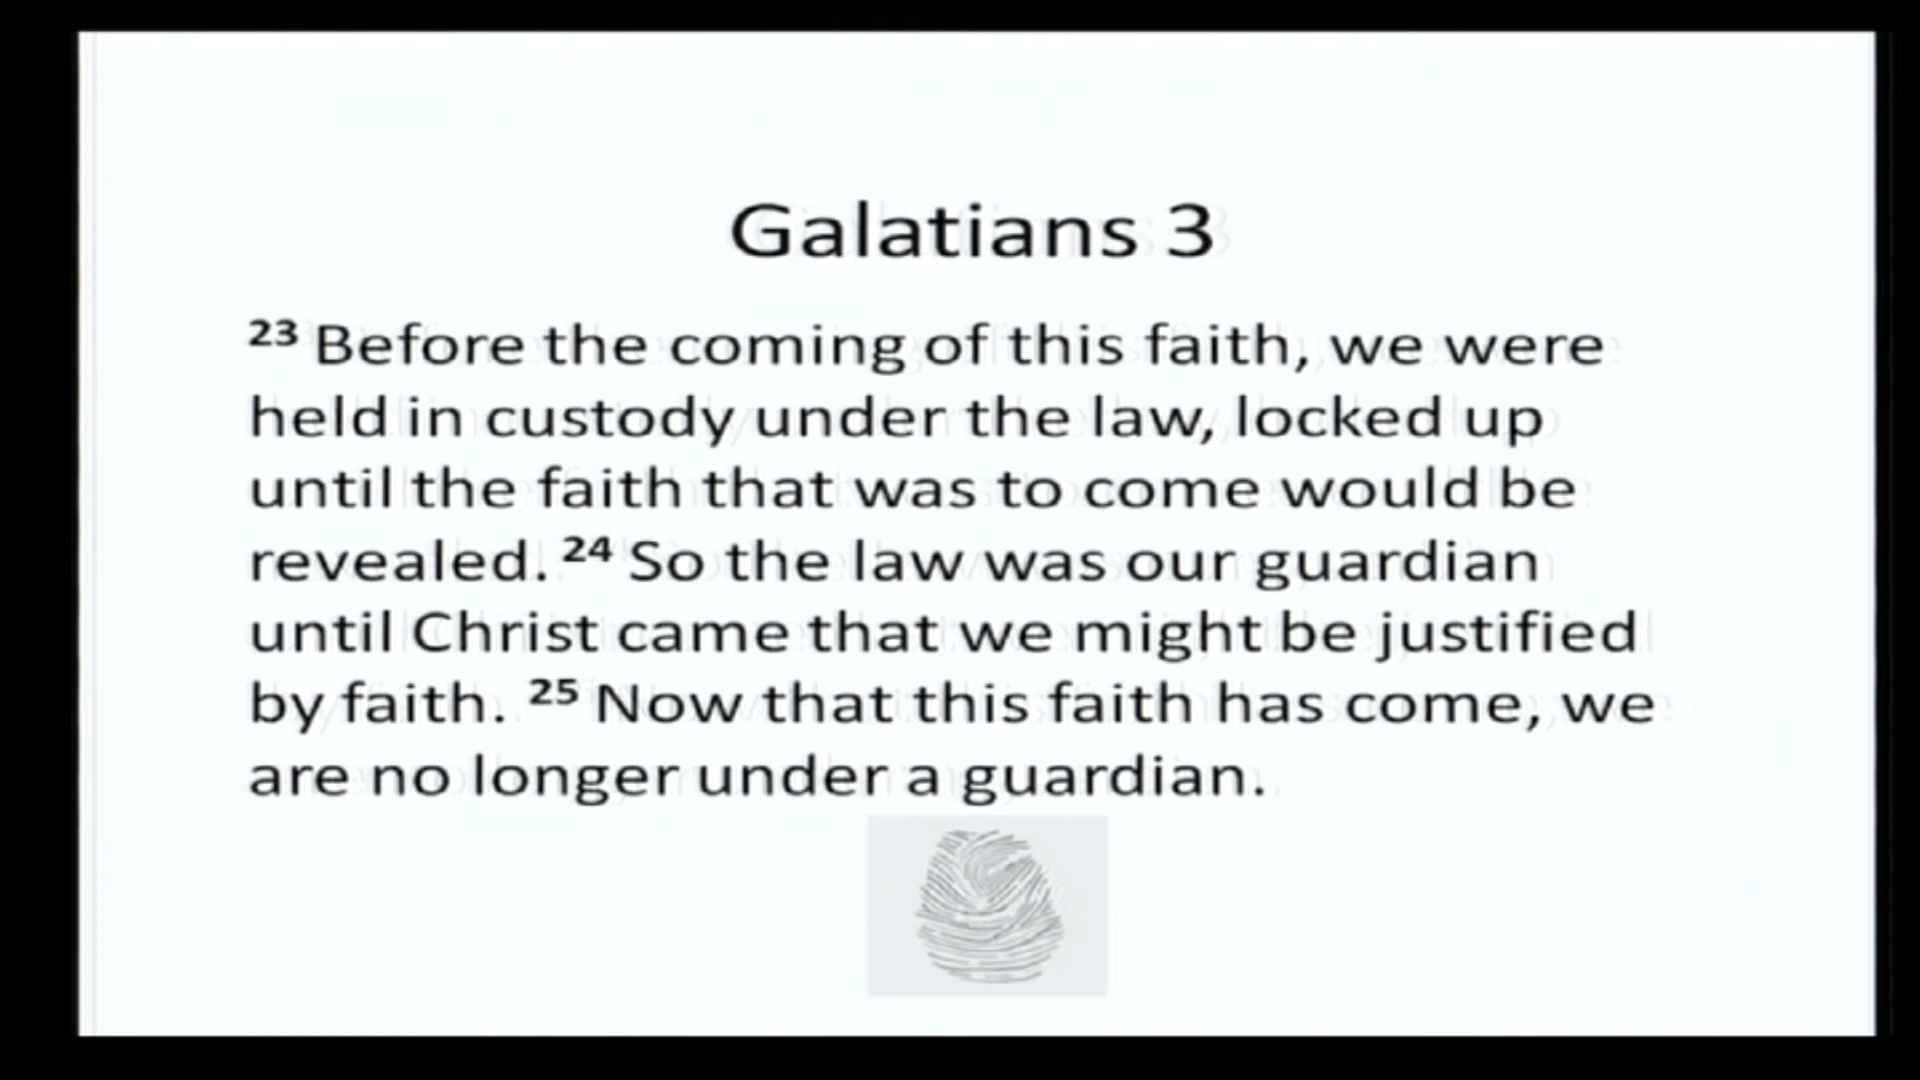 Galatians 3
23 Before the coming of this faith, we were
held in custody under the law, locked up
until the faith that was to come would be
revealed. 24 So the law was our guardian
until Christ came that we might be justified
by faith. 25 Now that this faith has come, we
are no longer under a guardian.